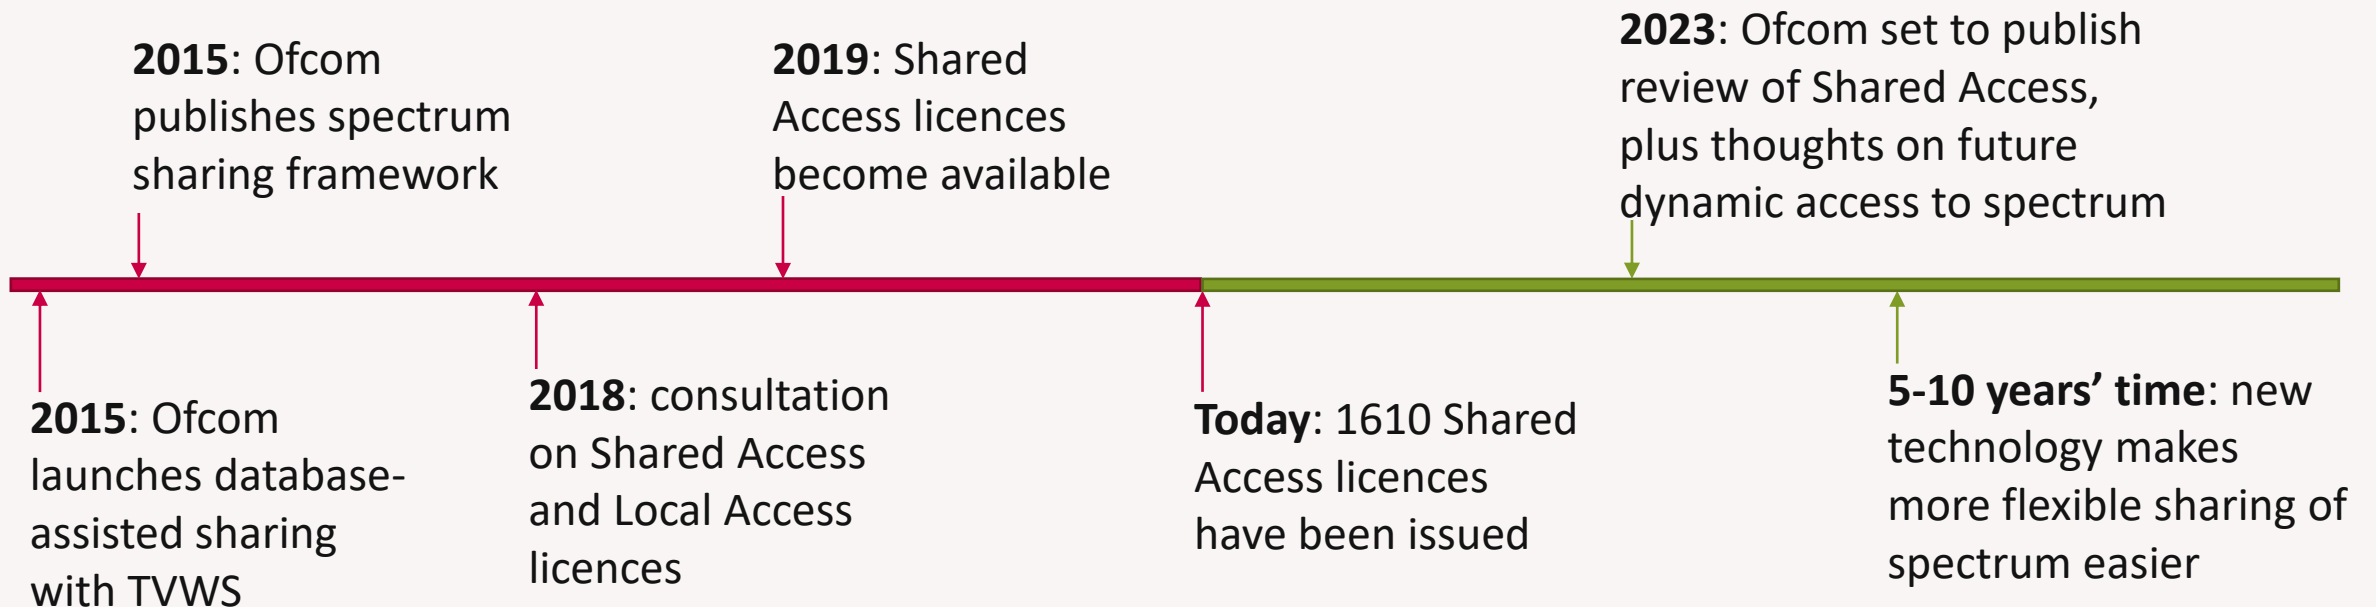 2015: Ofcom
publishes spectrum
sharing framework
2019: Shared
Access licences
become available
2023: Ofcom set to publish
review of Shared Access,
plus thoughts on future
dynamic access to spectrum
2015: Ofcom
launches database-
assisted sharing
with TVWS
2018: consultation
on Shared Access
and Local Access
licences
Today: 1610 Shared
Access licences
have been issued
5-10 years’ time: new
technology makes
more flexible sharing of
spectrum easier